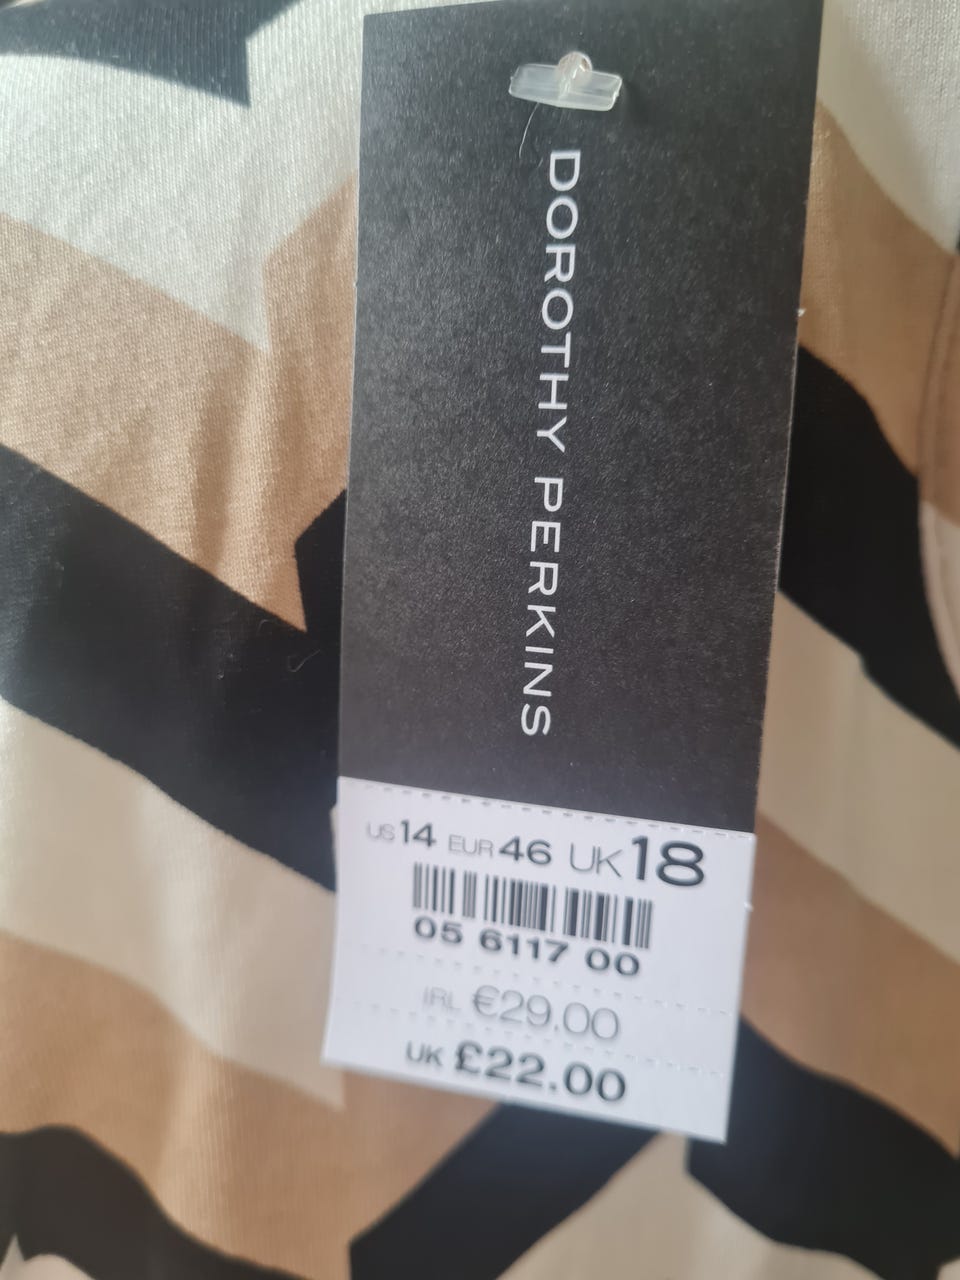 DOROTHY PERKINS
US 14 EUR 46 UK 18
05 6117 00
IRL €29.00
UK £22.00